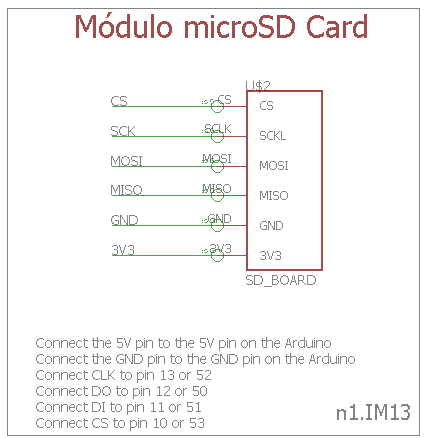 Módulo microSD Card
U$2
CS CS CS
SCK SCLK SCKL
MOSI MOSI MOSI
MISO MISO MISO
GND GND GND
3V3 3V3 3V3
SD_BOARD
Connect the 5V pin to the 5V pin on the Arduino
Connect the GND pin to the GND pin on the Arduino
Connect CLK to pin 13 or 52
Connect DO to pin 12 or 50
Connect DI to pin 11 or 51
Connect CS to pin 10 or 53
n1.IM13